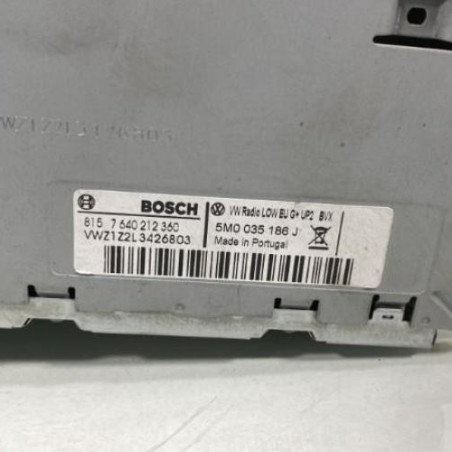 VWZ1Z2L3426803
BOSCH
815 7 640 212 360
VWZ1Z2L3426803
VW Radio LOW EU G+ UP2 BVX
5M0 035 186 J
Made in Portugal